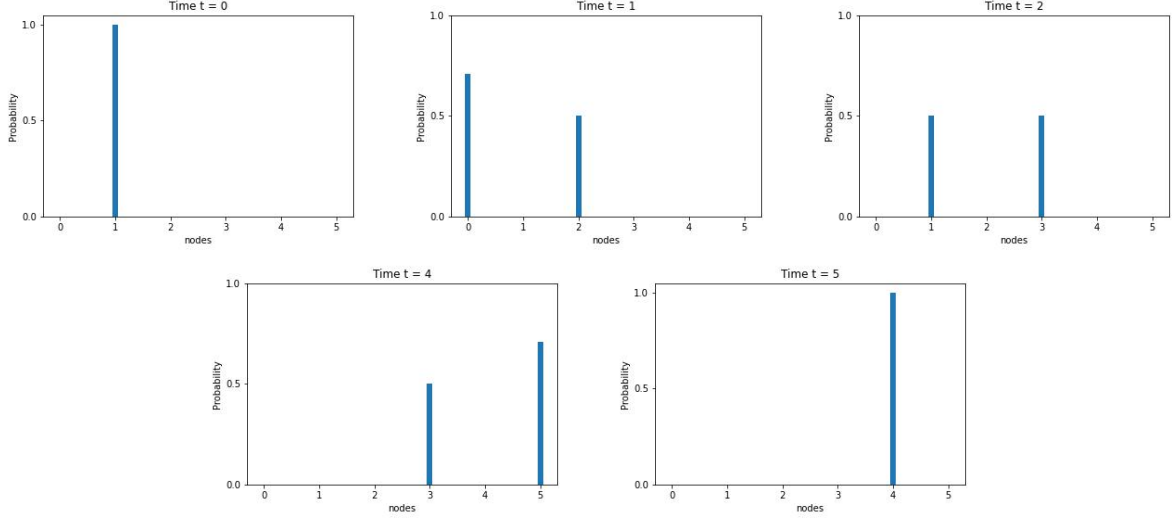 Time t = 0
1.0
0.5
0.0
Probability
0 1 2 3 4 5
nodes
Time t = 1
1.0
0.5
0.0
Probability
0 1 2 3 4 5
nodes
Time t = 2
1.0
0.5
0.0
Probability
0 1 2 3 4 5
nodes
Time t = 4
1.0
0.5
0.0
Probability
0 1 2 3 4 5
nodes
Time t = 5
1.0
0.5
0.0
Probability
0 1 2 3 4 5
nodes